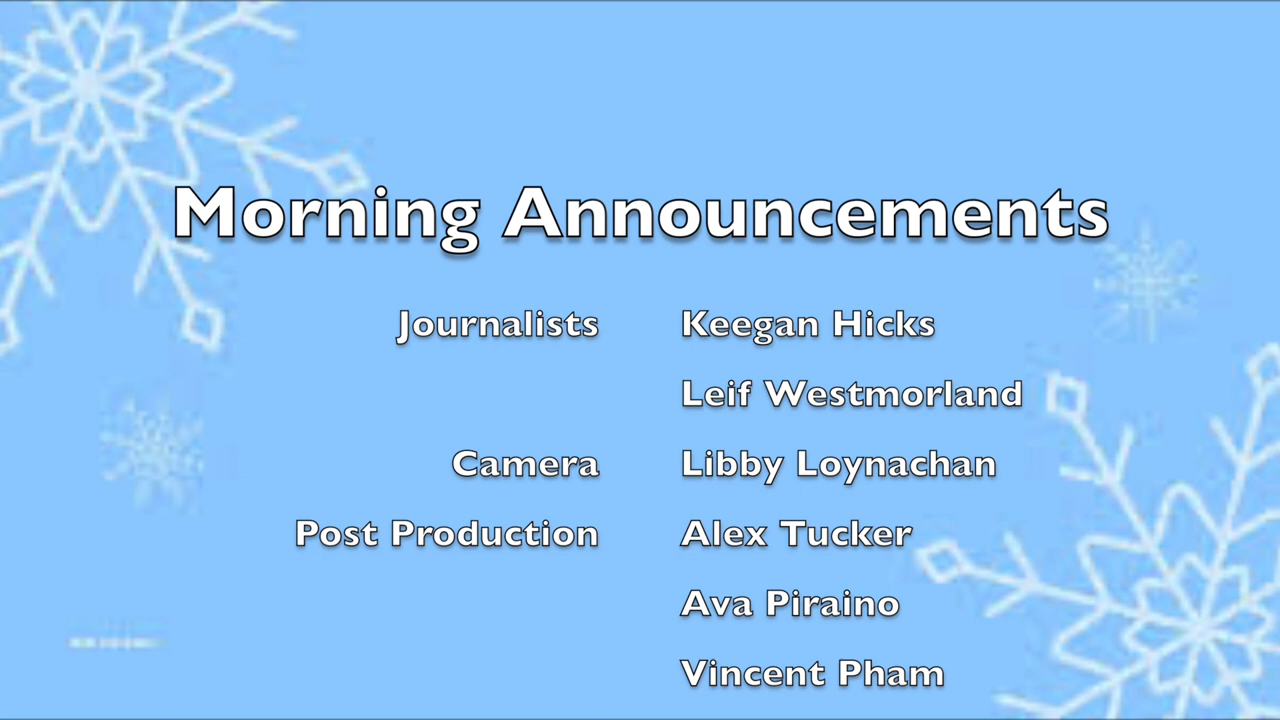 Morning Announcements
Journalists Keegan Hicks
Leif Westmorland
Camera Libby Loynachan
Post Production Alex Tucker
Ava Piraino
Vincent Pham